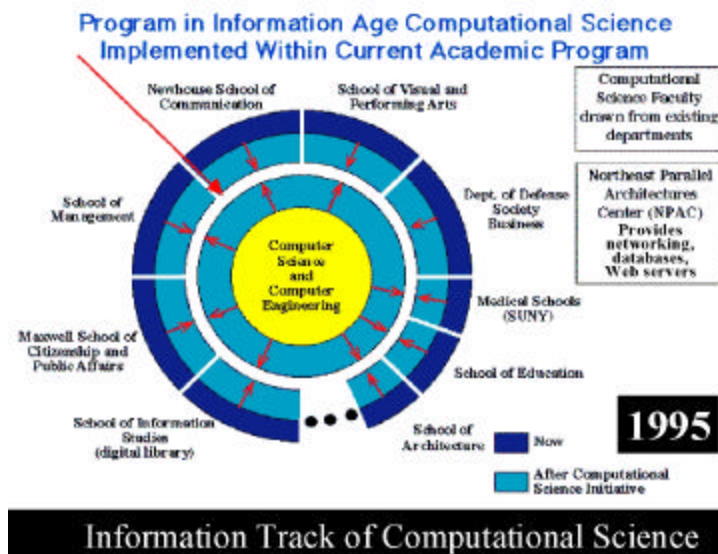 Program in Information Age Computational Science
Implemented Within Current Academic Program
Newhouse School of
Communication
School of Visual and
Performing Arts
Computational
Science Faculty
drawn from existing
departments
School of
Management
Dept. of Defense
Society
Business
Northeast Parallel
Architectures
Center (NPAC)
Provides
networking,
databases,
Web servers
Computer
Science
and
Computer
Engineering
Medical Schools
(SUNY)
Maxwell School of
Citizenship and
Public Affairs
School of Education
School of Information
Studies
(digital library)
School of
Architecture
1995
Now
After Computational
Science Initiative
Information Track of Computational Science